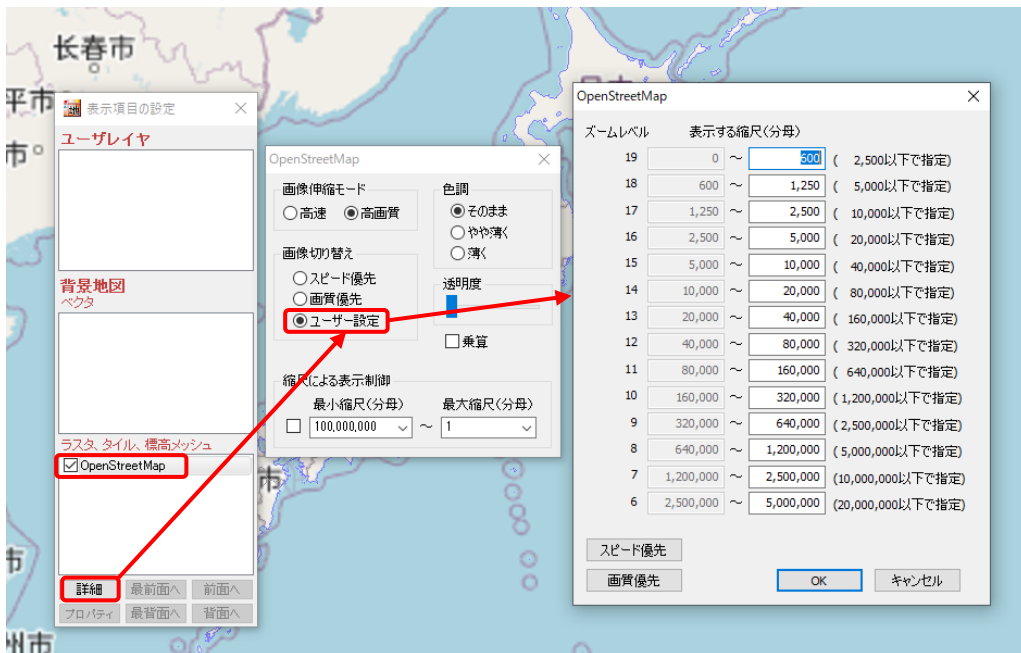 长春市
平市
市
日本
市
市
州市
表示項目の設定
ユーザレイヤ
背景地図
ベクタ
ラスタ、タイル、標高メッシュ
OpenStreetMap
詳細 最前面へ 前面へ
プロパティ 最背面へ 背面へ
OpenStreetMap
画像伸縮モード
高速 高画質
画像切り替え
スピード優先
画質優先
ユーザー設定
色調
そのまま
やや薄く
薄く
透明度
乗算
縮尺による表示制御
最小縮尺(分母) 最大縮尺(分母)
100,000,000 ~ 1
OpenStreetMap
ズームレベル 表示する縮尺(分母)
19 0 ~ 600 ( 2,500以下で指定)
18 600 ~ 1,250 ( 5,000以下で指定)
17 1,250 ~ 2,500 ( 10,000以下で指定)
16 2,500 ~ 5,000 ( 20,000以下で指定)
15 5,000 ~ 10,000 ( 40,000以下で指定)
14 10,000 ~ 20,000 ( 80,000以下で指定)
13 20,000 ~ 40,000 ( 160,000以下で指定)
12 40,000 ~ 80,000 ( 320,000以下で指定)
11 80,000 ~ 160,000 ( 640,000以下で指定)
10 160,000 ~ 320,000 ( 1,200,000以下で指定)
9 320,000 ~ 640,000 ( 2,500,000以下で指定)
8 640,000 ~ 1,200,000 ( 5,000,000以下で指定)
7 1,200,000 ~ 2,500,000 (10,000,000以下で指定)
6 2,500,000 ~ 5,000,000 (20,000,000以下で指定)
スピード優先
画質優先 OK キャンセル